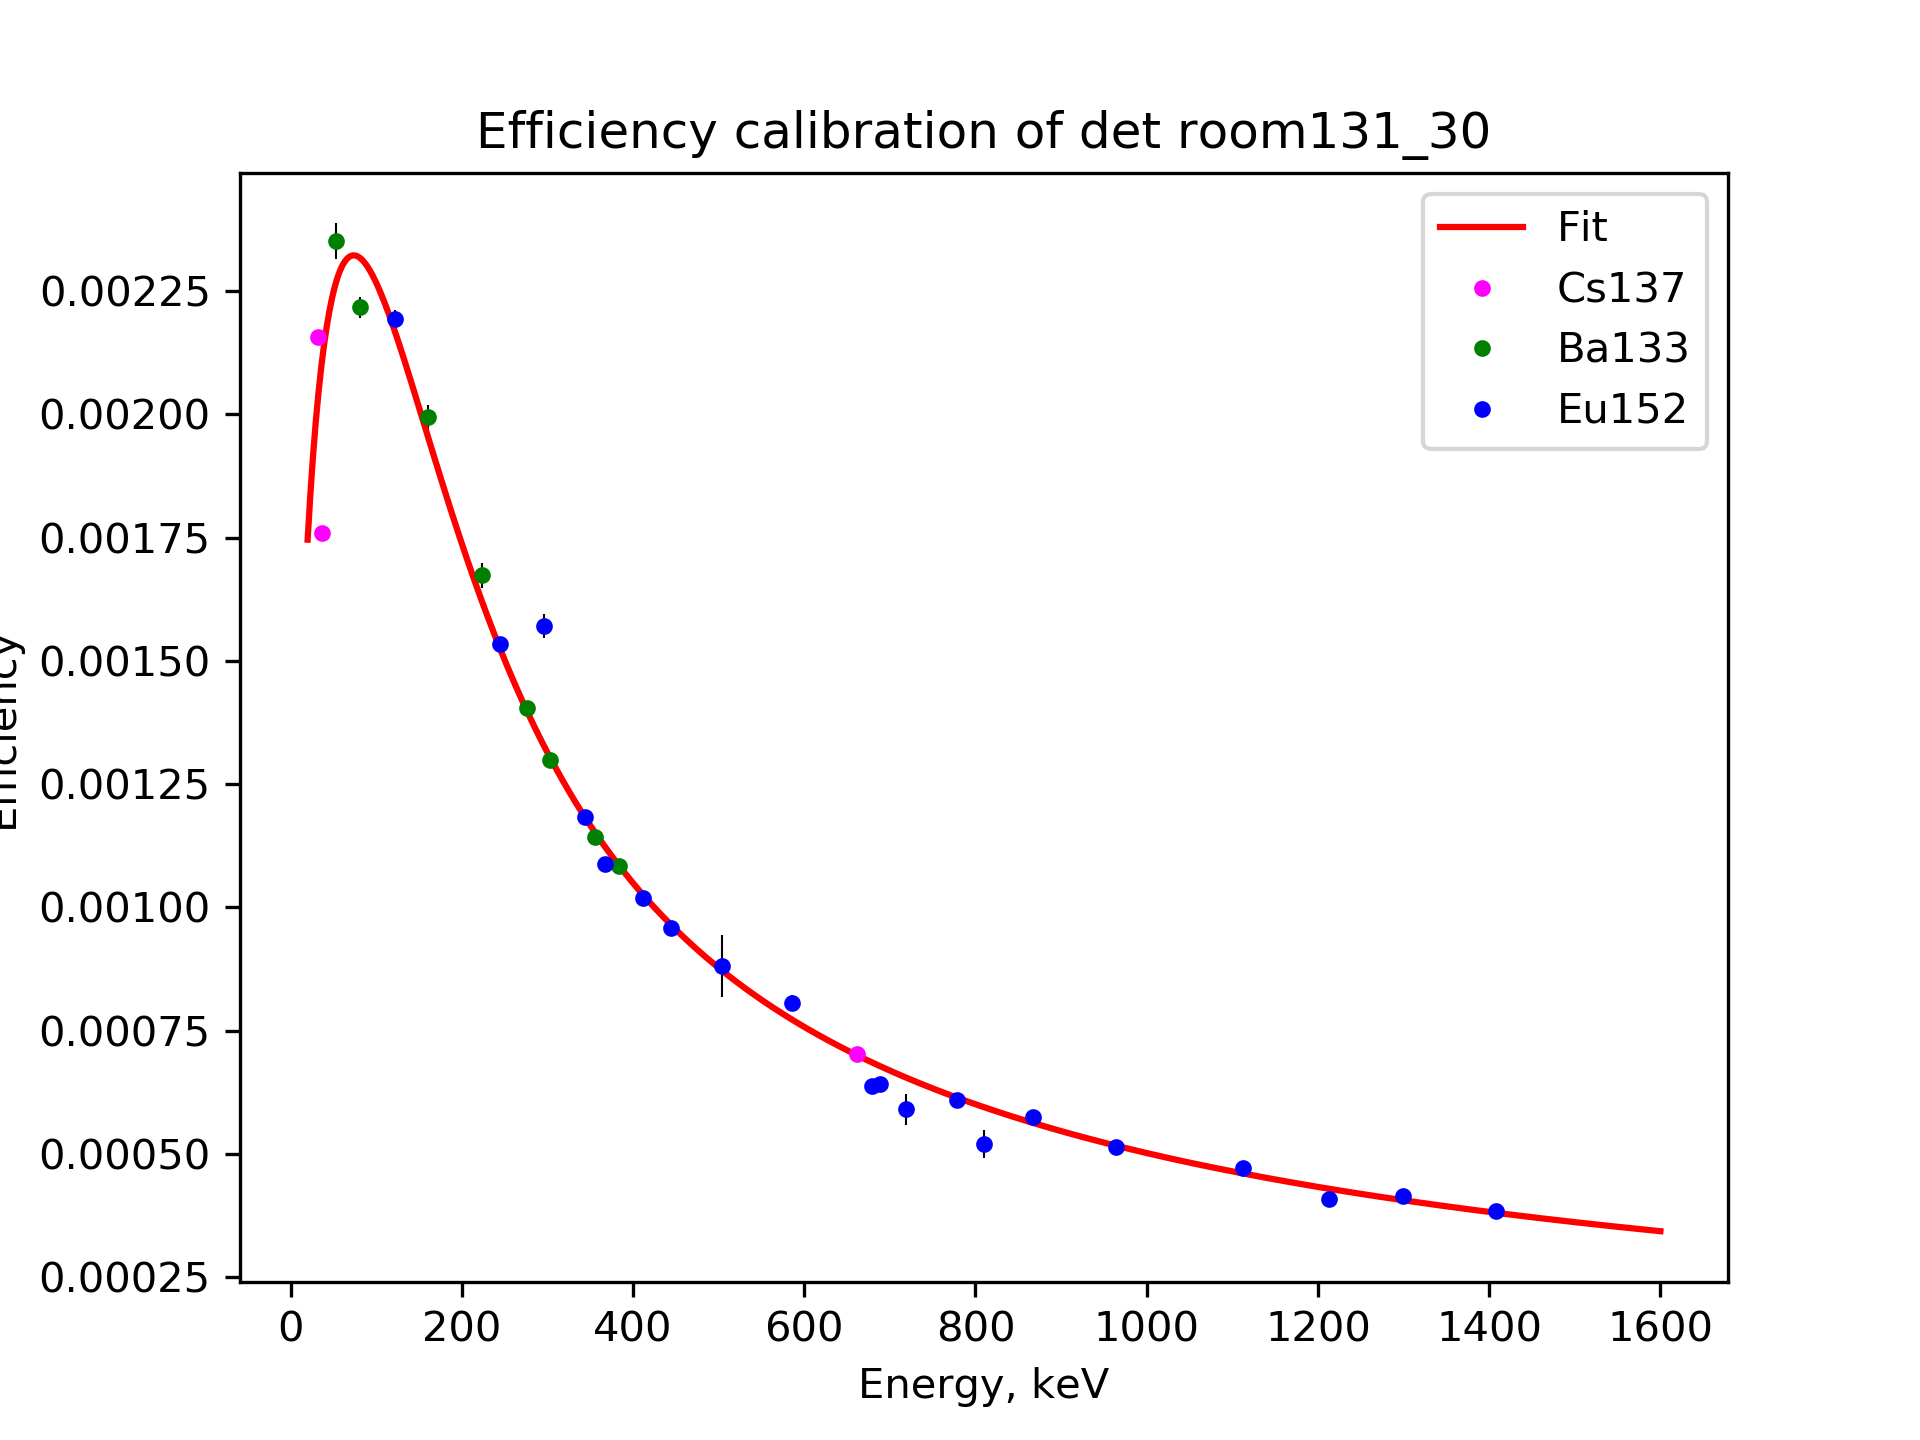 Efficiency calibration of det room131_30
Fit
Cs137
Ba133
Eu152
0.00225
0.00200
0.00175
0.00150
0.00125
0.00100
0.00075
0.00050
0.00025
Efficiency
0 200 400 600 800 1000 1200 1400 1600
Energy, keV